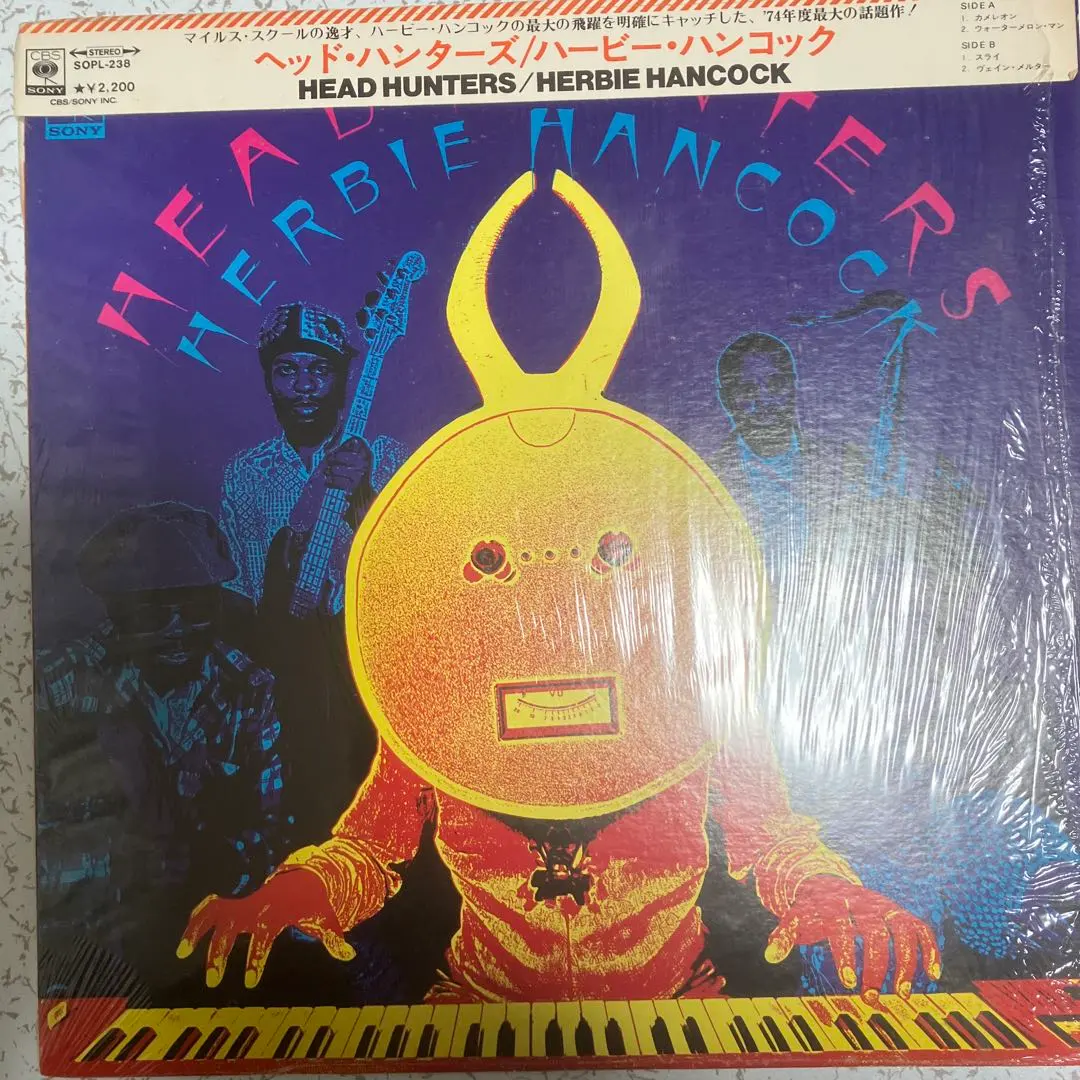 マイルス・スクールの逸才、ハービー・ハンコックの最大の飛躍を明確にキャッチした、'74年度最大の話題作!
ヘッド・ハンターズ/ハービー・ハンコック
HEAD HUNTERS/HERBIE HANCOCK
CBS
SONY
STEREO
SOPL-238
★¥2,200
CBS/SONY INC.
SIDE A
1. カメレオン
2. ウォーターメロン・マン
SIDE B
1. スライ
2. ヴェイン・メルター
SONY
HERBIE HANCOCK
VU